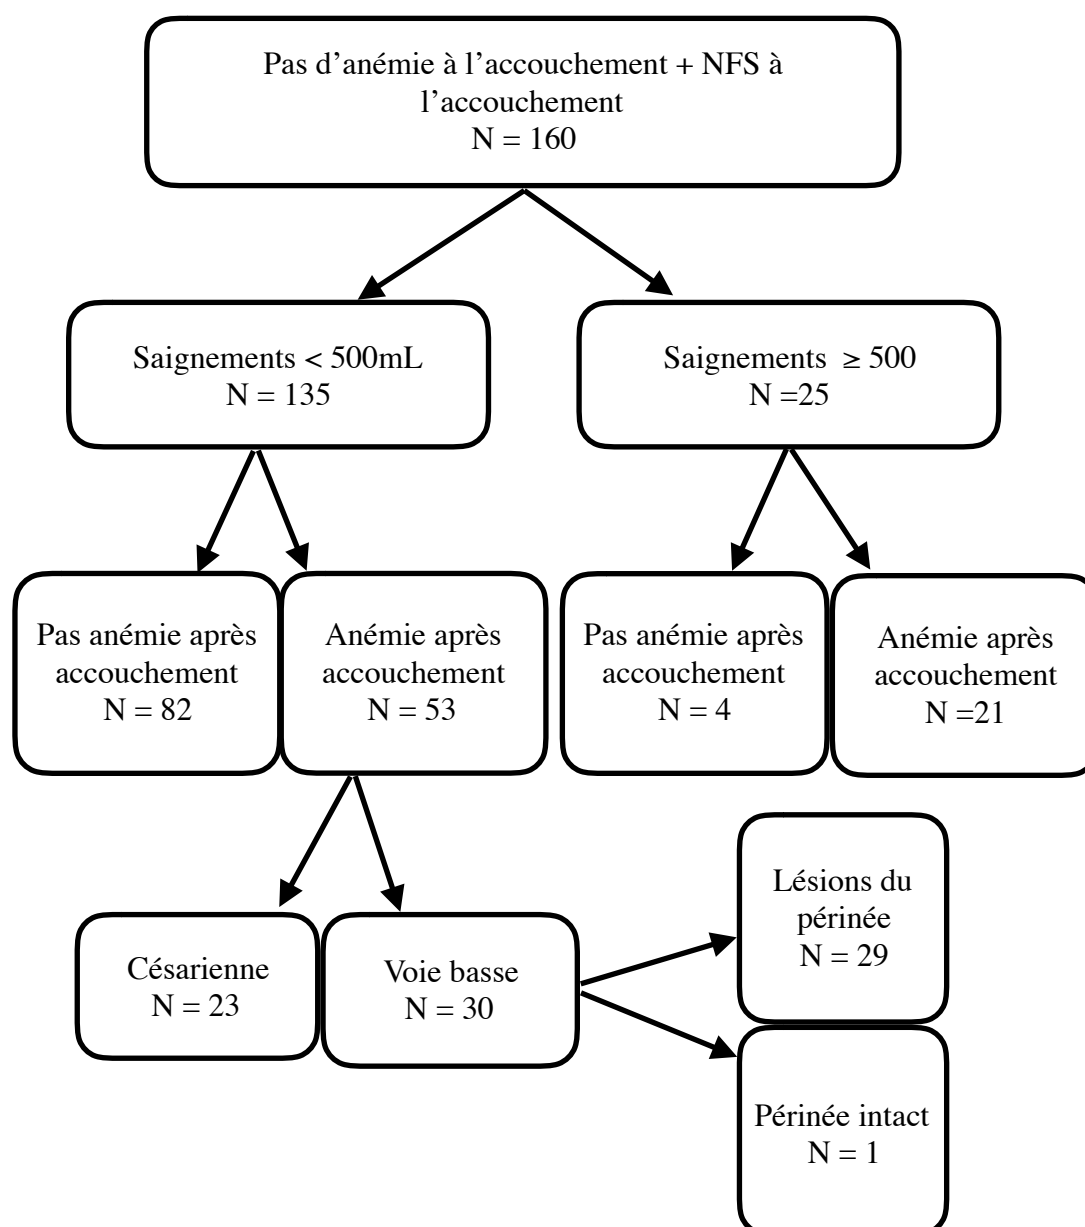 Pas d’anémie à l’accouchement + NFS à
l’accouchement
N = 160
Saignements < 500mL
N = 135
Saignements ≥ 500
N =25
Pas anémie après
accouchement
N = 82
Anémie après
accouchement
N = 53
Pas anémie après
accouchement
N = 4
Anémie après
accouchement
N =21
Césarienne
N = 23
Voie basse
N = 30
Lésions du
périnée
N = 29
Périnée intact
N = 1